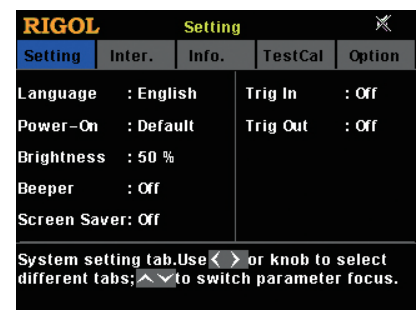 RIGOL Setting
Setting Inter. Info. TestCal Option
Language : English Trig In : Off
Power-On : Default Trig Out : Off
Brightness : 50 %
Beeper : Off
Screen Saver: Off
System setting tab.Use < > or knob to select
different tabs; to switch parameter focus.